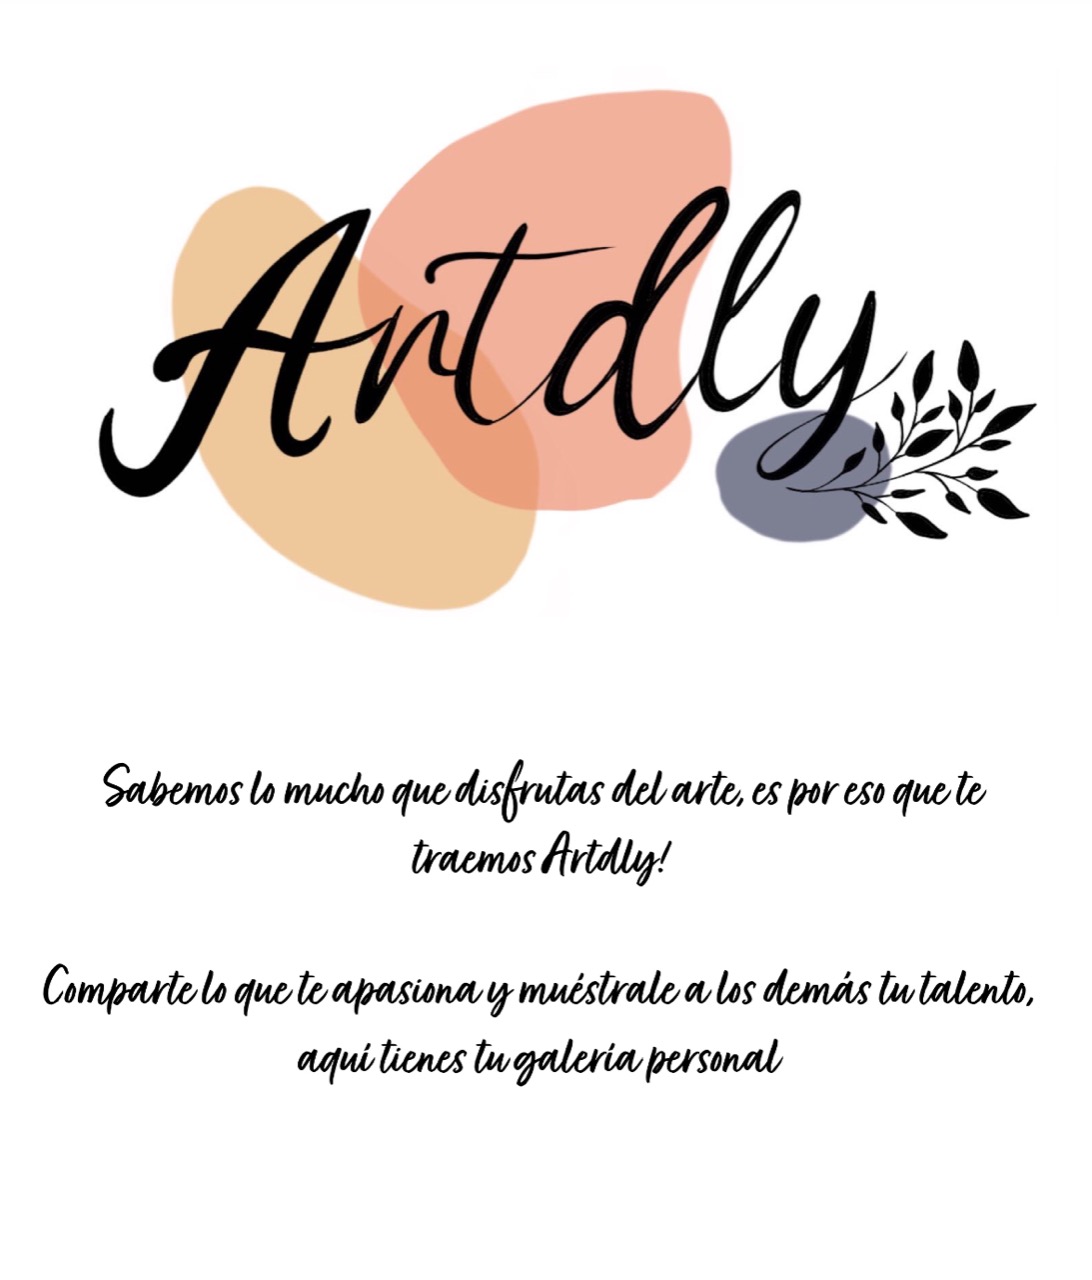 Artdly
Sabemos lo mucho que disfrutas del arte, es por eso que te
traemos Artdly!
Comparte lo que te apasiona y muéstrale a los demás tu talento,
aquí tienes tu galería personal